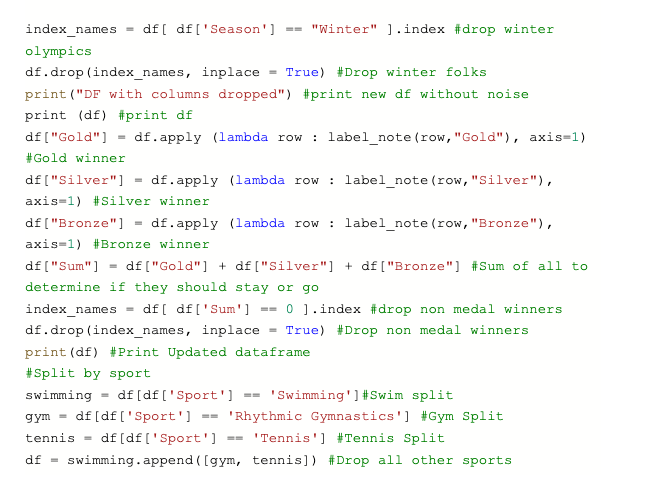 index_names = df[ df['Season'] == "Winter" ].index #drop winter
olympics
df.drop(index_names, inplace = True) #Drop winter folks
print("DF with columns dropped") #print new df without noise
print (df) #print df
df["Gold"] = df.apply (lambda row : label_note(row,"Gold"), axis=1)
#Gold winner
df["Silver"] = df.apply (lambda row : label_note(row,"Silver"),
axis=1) #Silver winner
df["Bronze"] = df.apply (lambda row : label_note(row,"Bronze"),
axis=1) #Bronze winner
df["Sum"] = df["Gold"] + df["Silver"] + df["Bronze"] #Sum of all to
determine if they should stay or go
index_names = df[ df['Sum'] == 0 ].index #drop non medal winners
df.drop(index_names, inplace = True) #Drop non medal winners
print(df) #Print Updated dataframe
#Split by sport
swimming = df[df['Sport'] == 'Swimming']#Swim split
gym = df[df['Sport'] == 'Rhythmic Gymnastics'] #Gym Split
tennis = df[df['Sport'] == 'Tennis'] #Tennis Split
df = swimming.append([gym, tennis]) #Drop all other sports